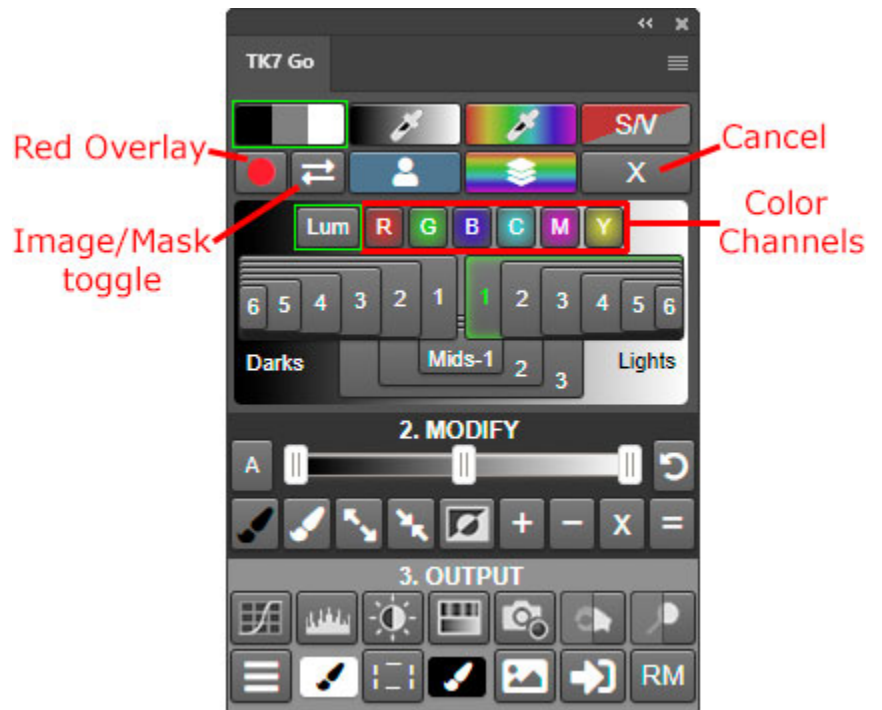 TK7 Go
S/V
Red Overlay
Cancel
X
Lum R G B C M Y
Color
Channels
Image/Mask
toggle
6 5 4 3 2 1 1 2 3 4 5 6
Darks Mids-1 2 3 Lights
2. MODIFY
A
+ − X =
3. OUTPUT
RM